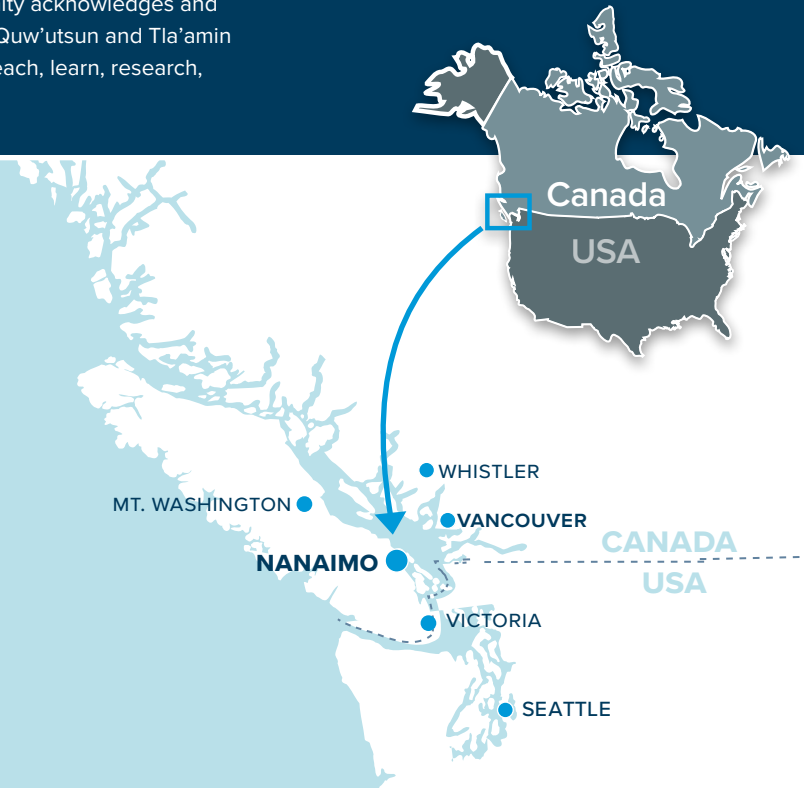 ity acknowledges and
Quw’utsun and Tla’amin
each, learn, research,
Canada
USA
WHISTLER
MT. WASHINGTON
VANCOUVER
CANADA
NANAIMO
USA
VICTORIA
SEATTLE